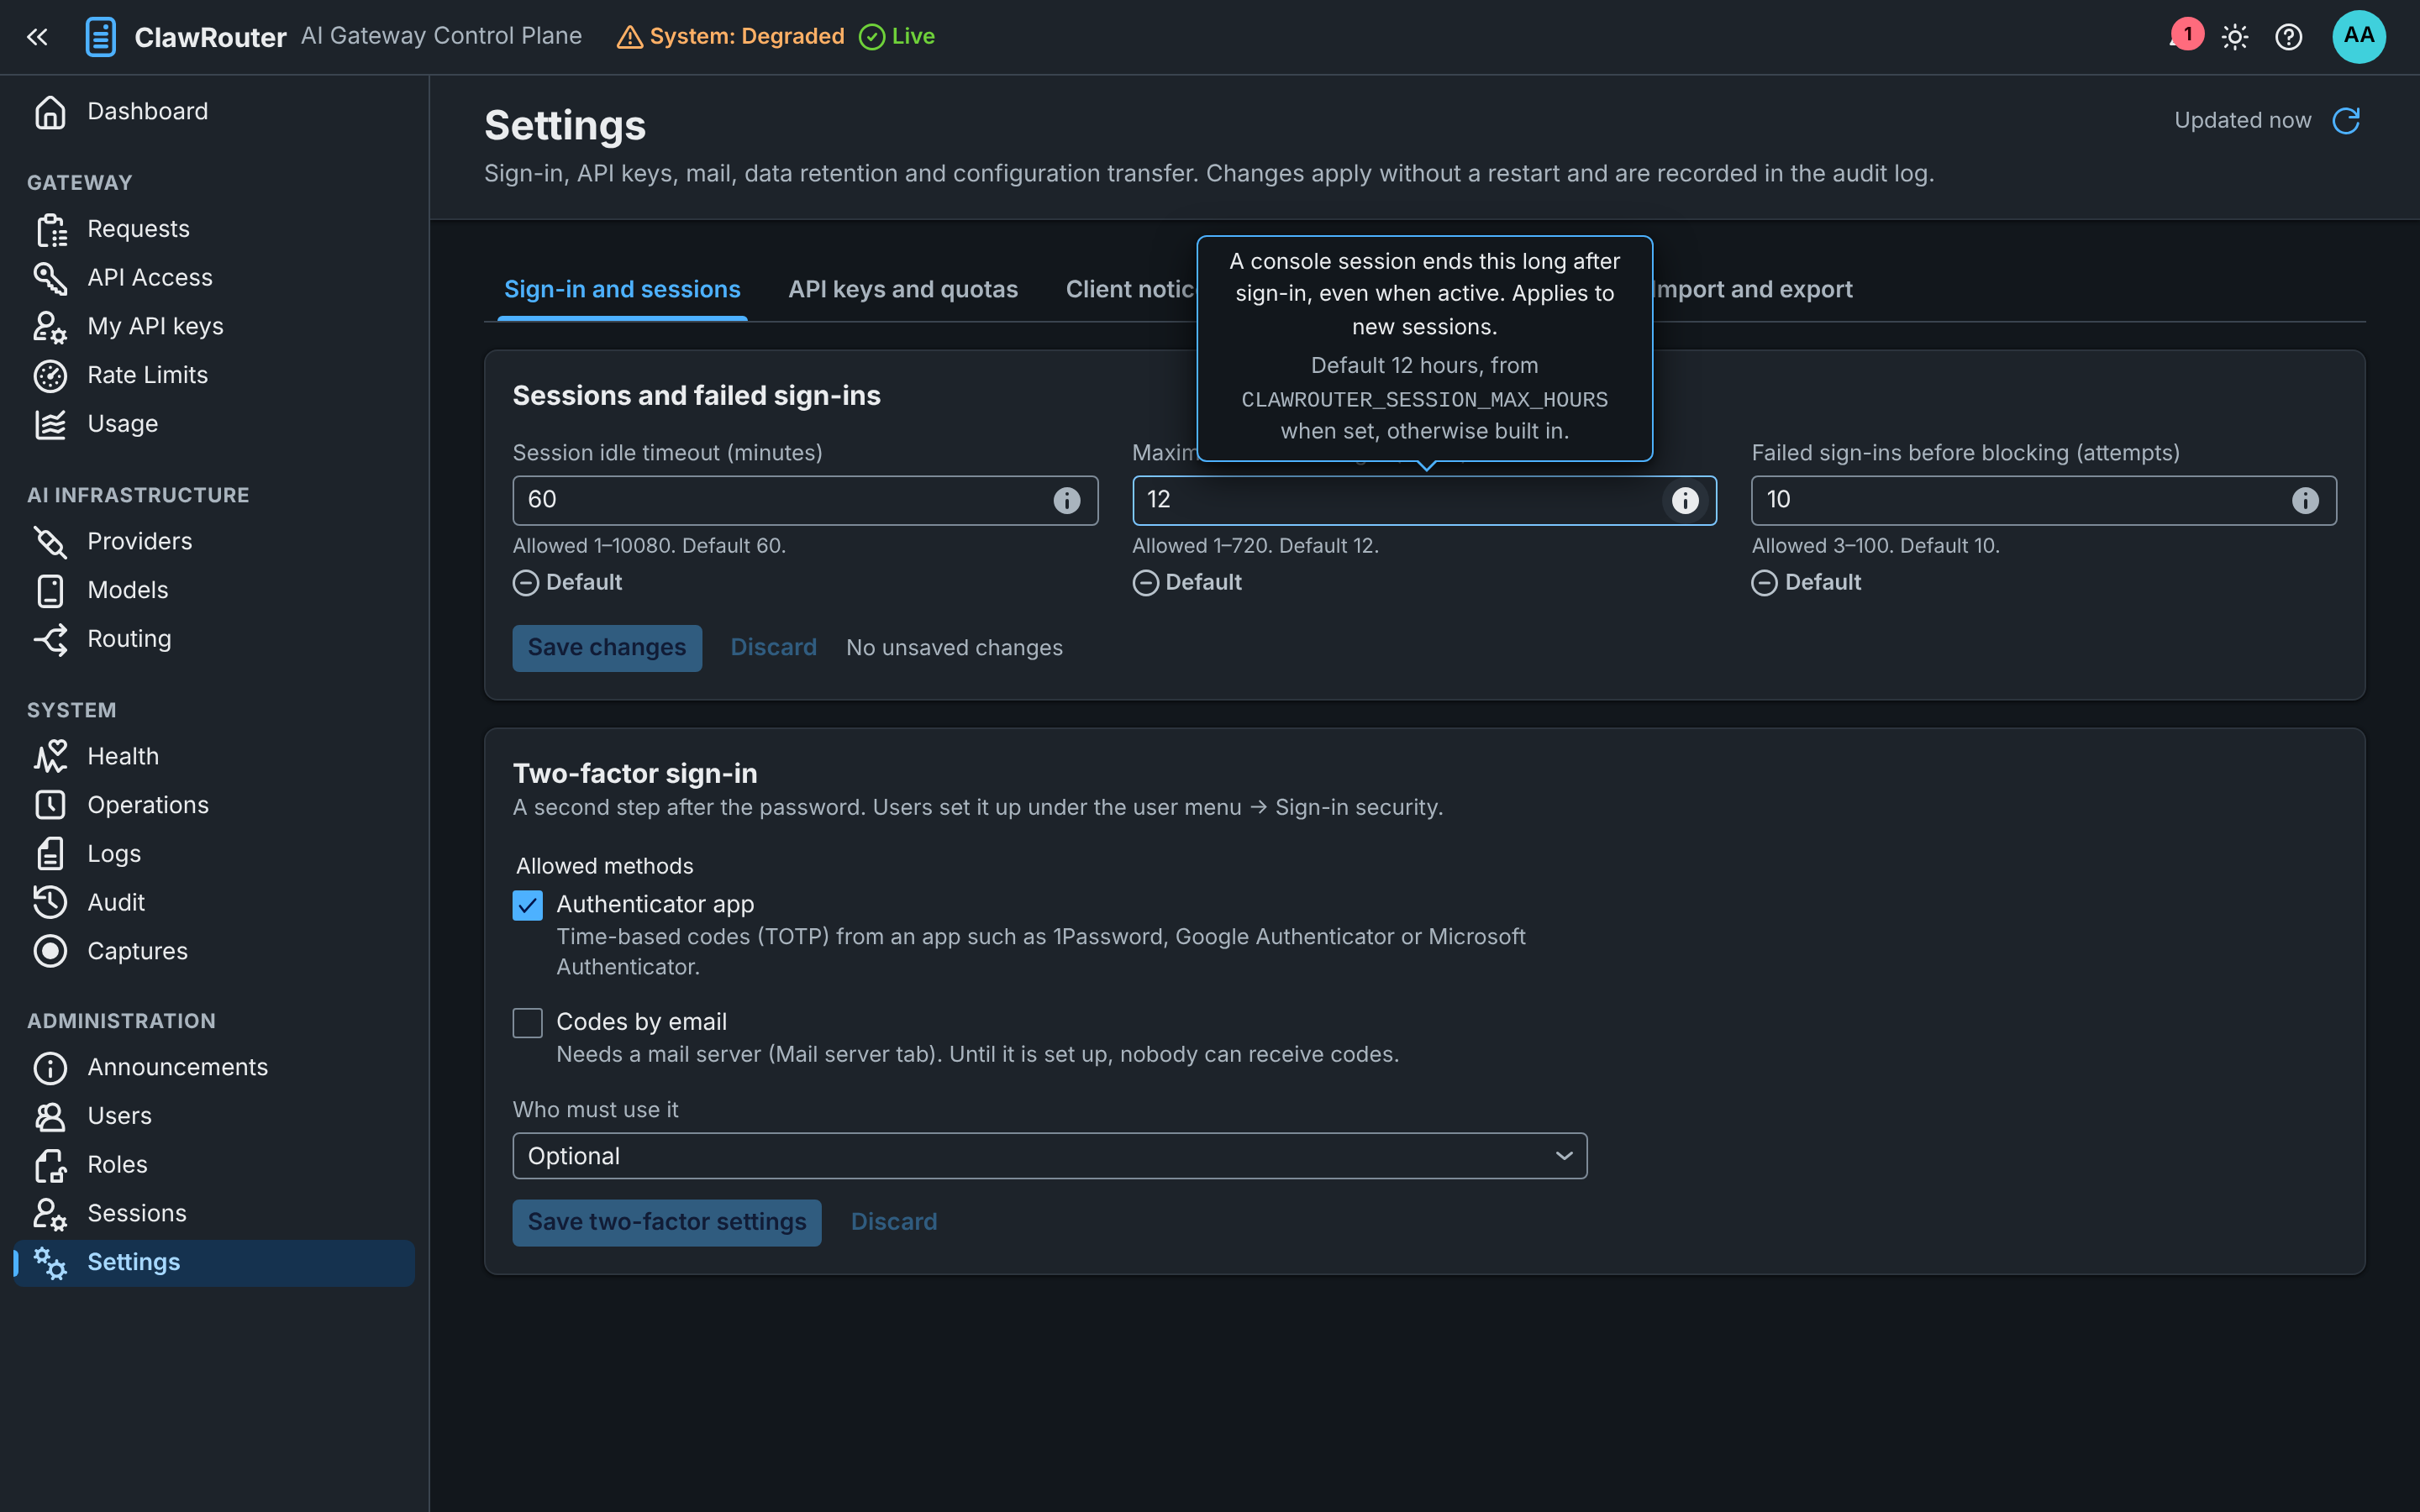 ClawRouter AI Gateway Control Plane System: Degraded Live 1 AA
Dashboard
GATEWAY
Requests
API Access
My API keys
Rate Limits
Usage
AI INFRASTRUCTURE
Providers
Models
Routing
SYSTEM
Health
Operations
Logs
Audit
Captures
ADMINISTRATION
Announcements
Users
Roles
Sessions
Settings
Settings
Updated now
Sign-in, API keys, mail, data retention and configuration transfer. Changes apply without a restart and are recorded in the audit log.
Sign-in and sessions API keys and quotas Client Import and export
A console session ends this long after
sign-in, even when active. Applies to
new sessions.
Default 12 hours, from
CLAWROUTER_SESSION_MAX_HOURS
when set, otherwise built in.
Sessions and failed sign-ins
Session idle timeout (minutes)
60
Allowed 1–10080. Default 60.
Default
12
Allowed 1–720. Default 12.
Default
Failed sign-ins before blocking (attempts)
10
Allowed 3–100. Default 10.
Default
Save changes Discard No unsaved changes
Two-factor sign-in
A second step after the password. Users set it up under the user menu → Sign-in security.
Allowed methods
Authenticator app
Time-based codes (TOTP) from an app such as 1Password, Google Authenticator or Microsoft
Authenticator.
Codes by email
Needs a mail server (Mail server tab). Until it is set up, nobody can receive codes.
Who must use it
Optional
Save two-factor settings Discard